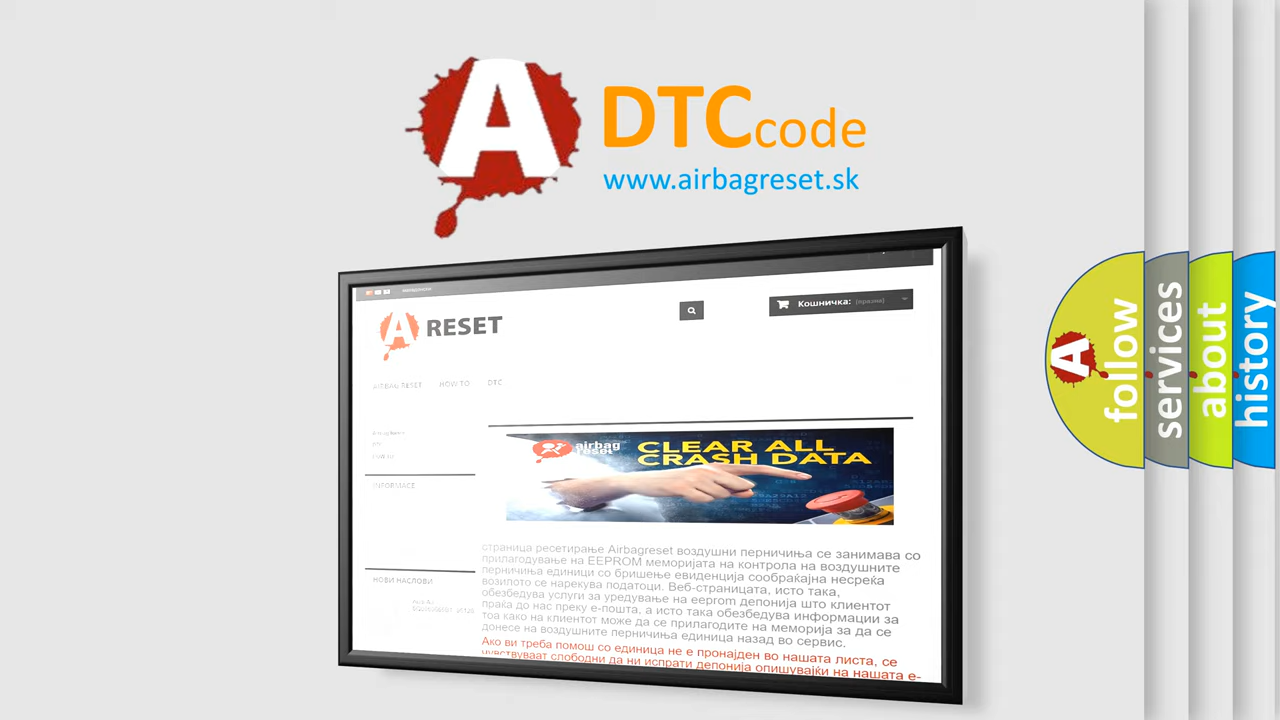 A DTCcode
www.airbagreset.sk
A RESET
Кошничка: (празни)
AIRBAG RESET HOW TO DTC
airbag reset
CLEAR ALL
CRASH DATA
INFORMACE
НОВИ НАСЛОВИ
страница ресетирање Airbagreset воздушни перничиња се занимава со
прилагодување на EEPROM меморијата на контрола на воздушните
перничиња единици со бришење евиденција сообраќајна несреќа
возилото се нарекува податоци. Веб-страницата, исто така,
обезбедува услуги за уредување на eeprom депонија што клиентот
праќа до нас преку е-пошта, а исто така обезбедува информации за
тоа како на клиентот може да се прилагодите на меморија за да се
донесе на воздушните перничиња единица назад во сервис.
Ако ви треба помош со единица не е пронајден во нашата листа, се
чувствуваат слободни да ни испрати депонија опишувајќи на нашата е-
A follow
services
about
history